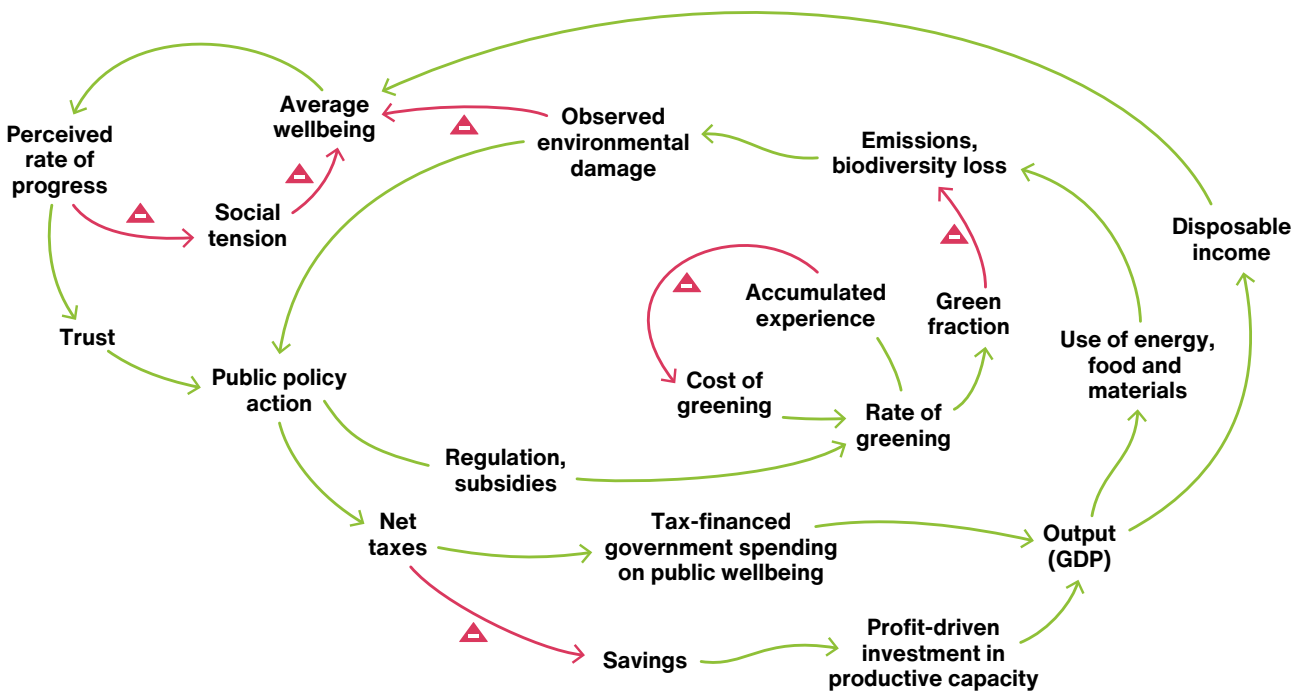 Average
wellbeing
Perceived
rate of
progress
Social
tension
Observed
environmental
damage
Emissions,
biodiversity loss
Disposable
income
Accumulated
experience
Green
fraction
Use of energy,
food and
materials
Trust
Public policy
action
Cost of
greening
Rate of
greening
Regulation,
subsidies
Net
taxes
Tax-financed
government spending
on public wellbeing
Output
(GDP)
Savings
Profit-driven
investment in
productive capacity